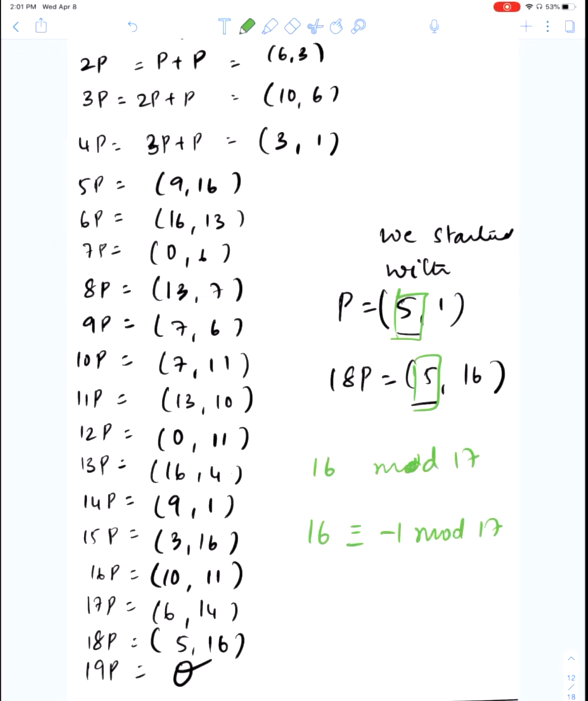 2:01 PM Wed Apr 8
53%
2P = P+P = (6,3)
3P = 2P+P = (10,6)
4P = 3P+P = (3,1)
5P = (9,16)
6P = (16,13)
7P = (0,6)
8P = (13,7)
9P = (7,6)
10P = (7,11)
11P = (13,10)
12P = (0,11)
13P = (16,4)
14P = (9,1)
15P = (3,16)
16P = (10,11)
17P = (6,14)
18P = (5,16)
19P = O
we started
with
P = (5,1)
18P = (5,16)
16 mod 17
16 ≡ -1 mod 17
12
/
18